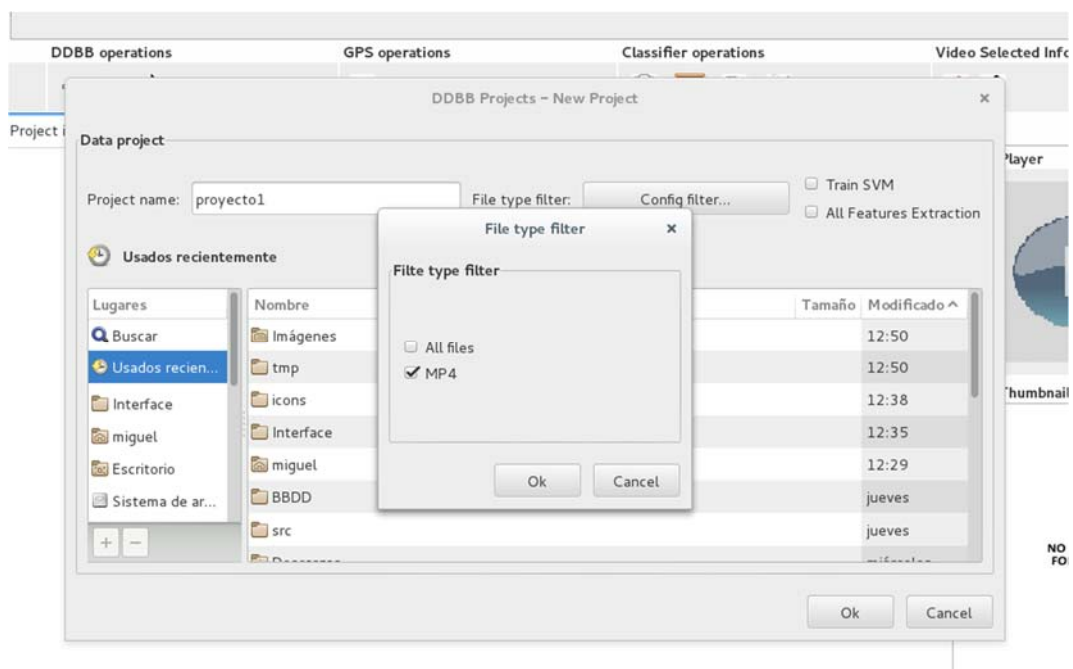 DDBB operations GPS operations Classifier operations Video Selected Info
DDBB Projects - New Project ×
Project i
Data project
Player
Project name: proyecto1 File type filter: Config filter... Train SVM
All Features Extraction
File type filter ×
Usados recientemente
Filte type filter
Lugares Nombre Tamaño Modificado
Buscar Imágenes 12:50
All files
Usados recien... tmp 12:50
MP4
Interface icons 12:38
Thumbnail
miguel Interface 12:35
Escritorio miguel 12:29
Ok Cancel
Sistema de ar... BBDD jueves
+ - src jueves
NO
FO
Ok Cancel